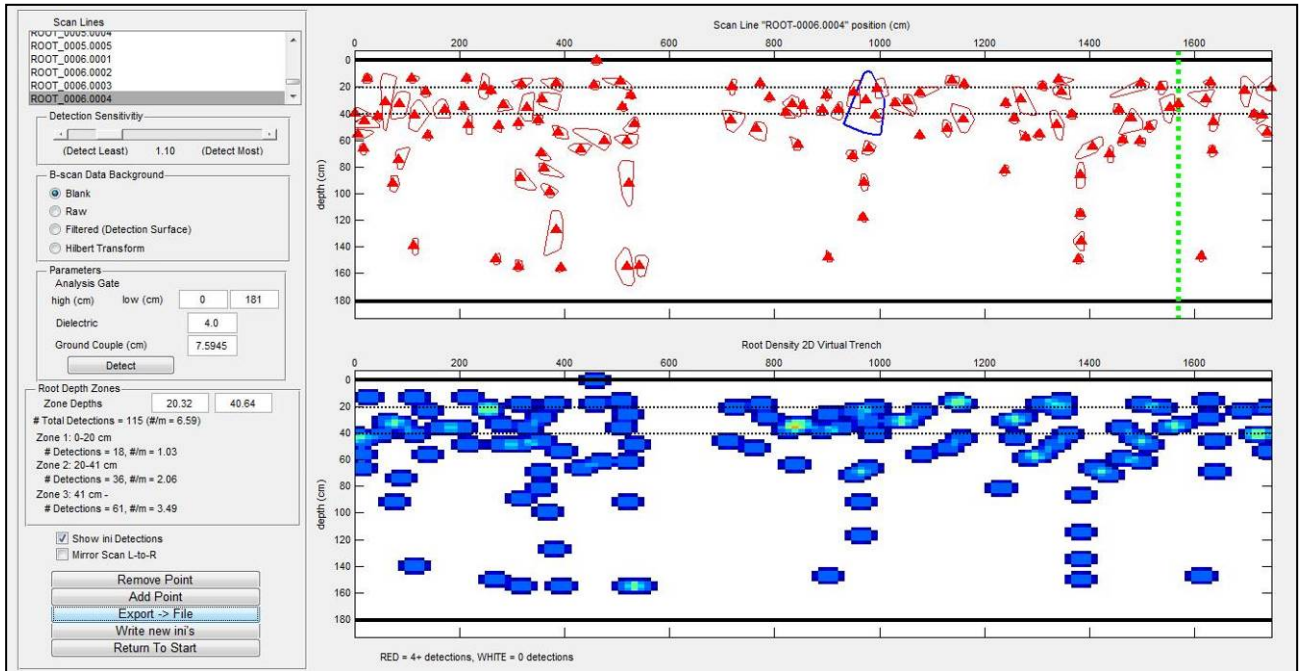 Scan Lines
ROOT_0005.0004
ROOT_0005.0005
ROOT_0006.0001
ROOT_0006.0002
ROOT_0006.0003
ROOT_0006.0004
Detection Sensitivity
(Detect Least) 1.10 (Detect Most)
B-scan Data Background
Blank
Raw
Filtered (Detection Surface)
Hilbert Transform
Parameters
Analysis Gate
high (cm) low (cm) 0 181
Dielectric 4.0
Ground Couple (cm) 7.5945
Detect
Root Depth Zones
Zone Depths 20.32 40.64
# Total Detections = 115 (#/m = 6.59)
Zone 1: 0-20 cm
# Detections = 18, #/m = 1.03
Zone 2: 20-41 cm
# Detections = 36, #/m = 2.06
Zone 3: 41 cm -
# Detections = 61, #/m = 3.49
Show ini Detections
Mirror Scan L-to-R
Remove Point
Add Point
Export -> File
Write new ini's
Return To Start
Scan Line "ROOT-0006.0004" position (cm)
0 200 400 600 800 1000 1200 1400 1600
0
20
40
60
80
100
120
140
160
180
depth (cm)
Root Density 2D Virtual Trench
0 200 400 600 800 1000 1200 1400 1600
0
20
40
60
80
100
120
140
160
180
depth (cm)
RED = 4+ detections, WHITE = 0 detections